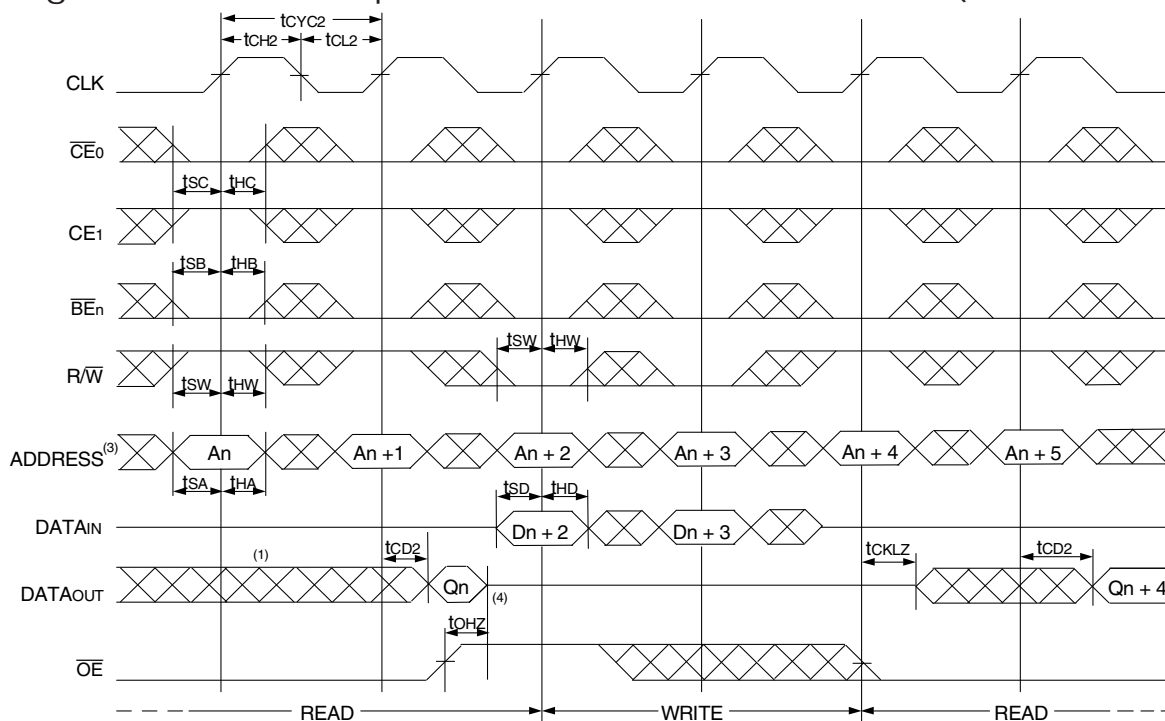 tCYC2
tCH2 tCL2
CLK
CE0
tSC tHC
CE1
tSB tHB
BEn
tSW tHW
R/W
tSW tHW
ADDRESS(3) An An +1 An + 2 An + 3 An + 4 An + 5
tSA tHA tSD tHD
DATAIN Dn + 2 Dn + 3
tCD2 tCKLZ tCD2
(1)
DATAOUT Qn Qn + 4
(4)
tOHZ
OE
READ WRITE READ